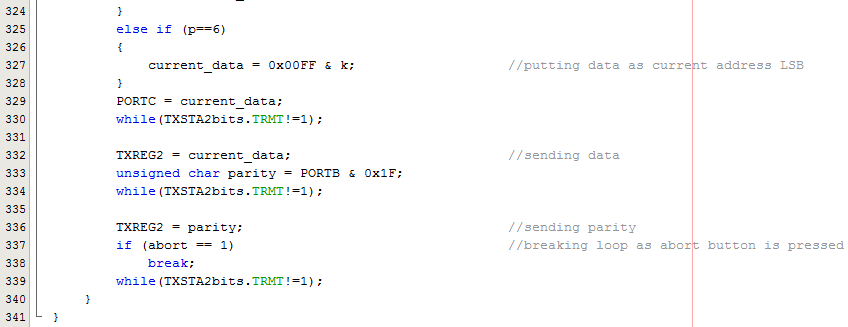 324 }
325 else if (p==6)
326 {
327 current_data = 0x00FF & k; //putting data as current address LSB
328 }
329 PORTC = current_data;
330 while(TXSTA2bits.TRMT!=1);
331
332 TXREG2 = current_data; //sending data
333 unsigned char parity = PORTB & 0x1F;
334 while(TXSTA2bits.TRMT!=1);
335
336 TXREG2 = parity; //sending parity
337 if (abort == 1) //breaking loop as abort button is pressed
338 break;
339 while(TXSTA2bits.TRMT!=1);
340 }
341 }